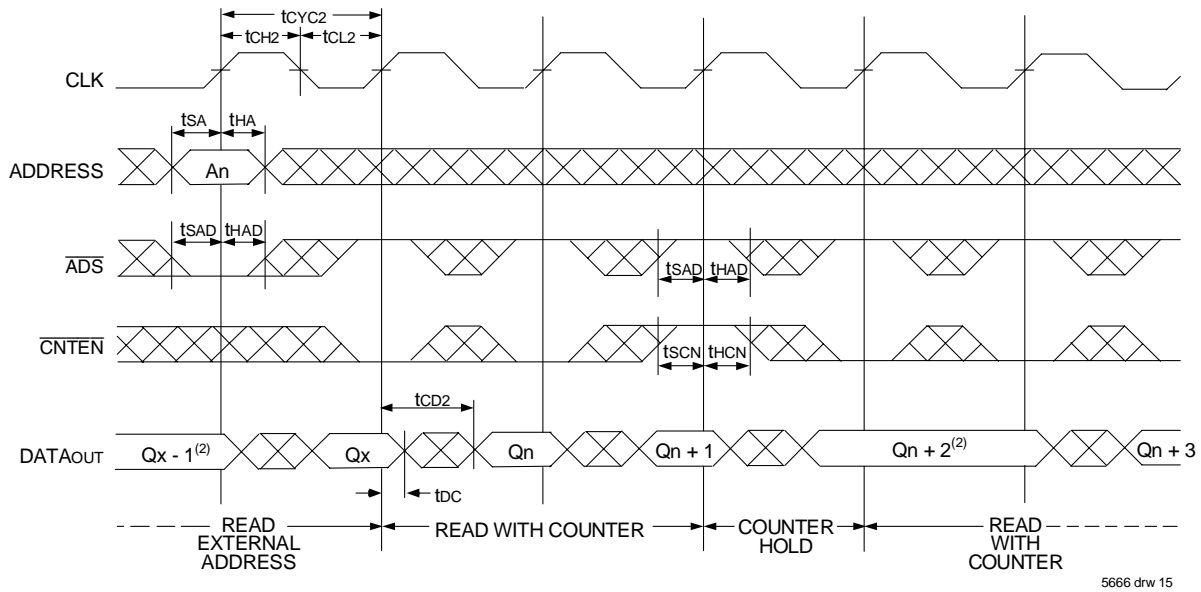 tCYC2
tCH2 tCL2
CLK
tSA tHA
ADDRESS An
tSAD tHAD
ADS
tSAD tHAD
CNTEN
tSCN tHCN
tCD2
DATAOUT Qx - 1(2) Qx Qn Qn + 1 Qn + 2(2) Qn + 3
tDC
READ EXTERNAL ADDRESS
READ WITH COUNTER
COUNTER HOLD
READ WITH COUNTER
5666 drw 15